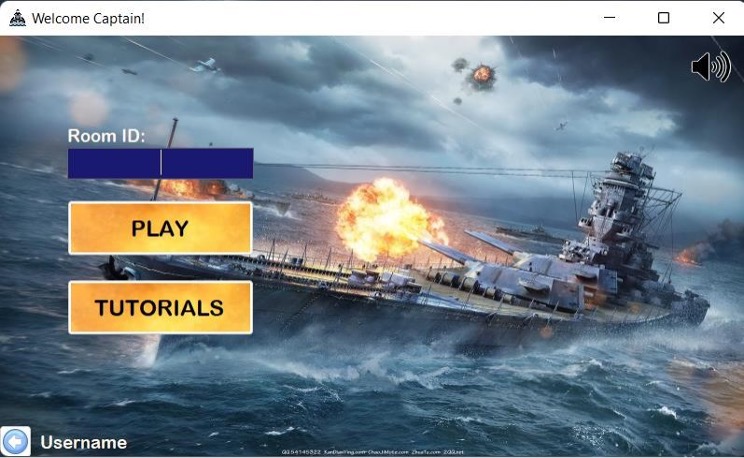 Welcome Captain!
Room ID:
PLAY
TUTORIALS
Username